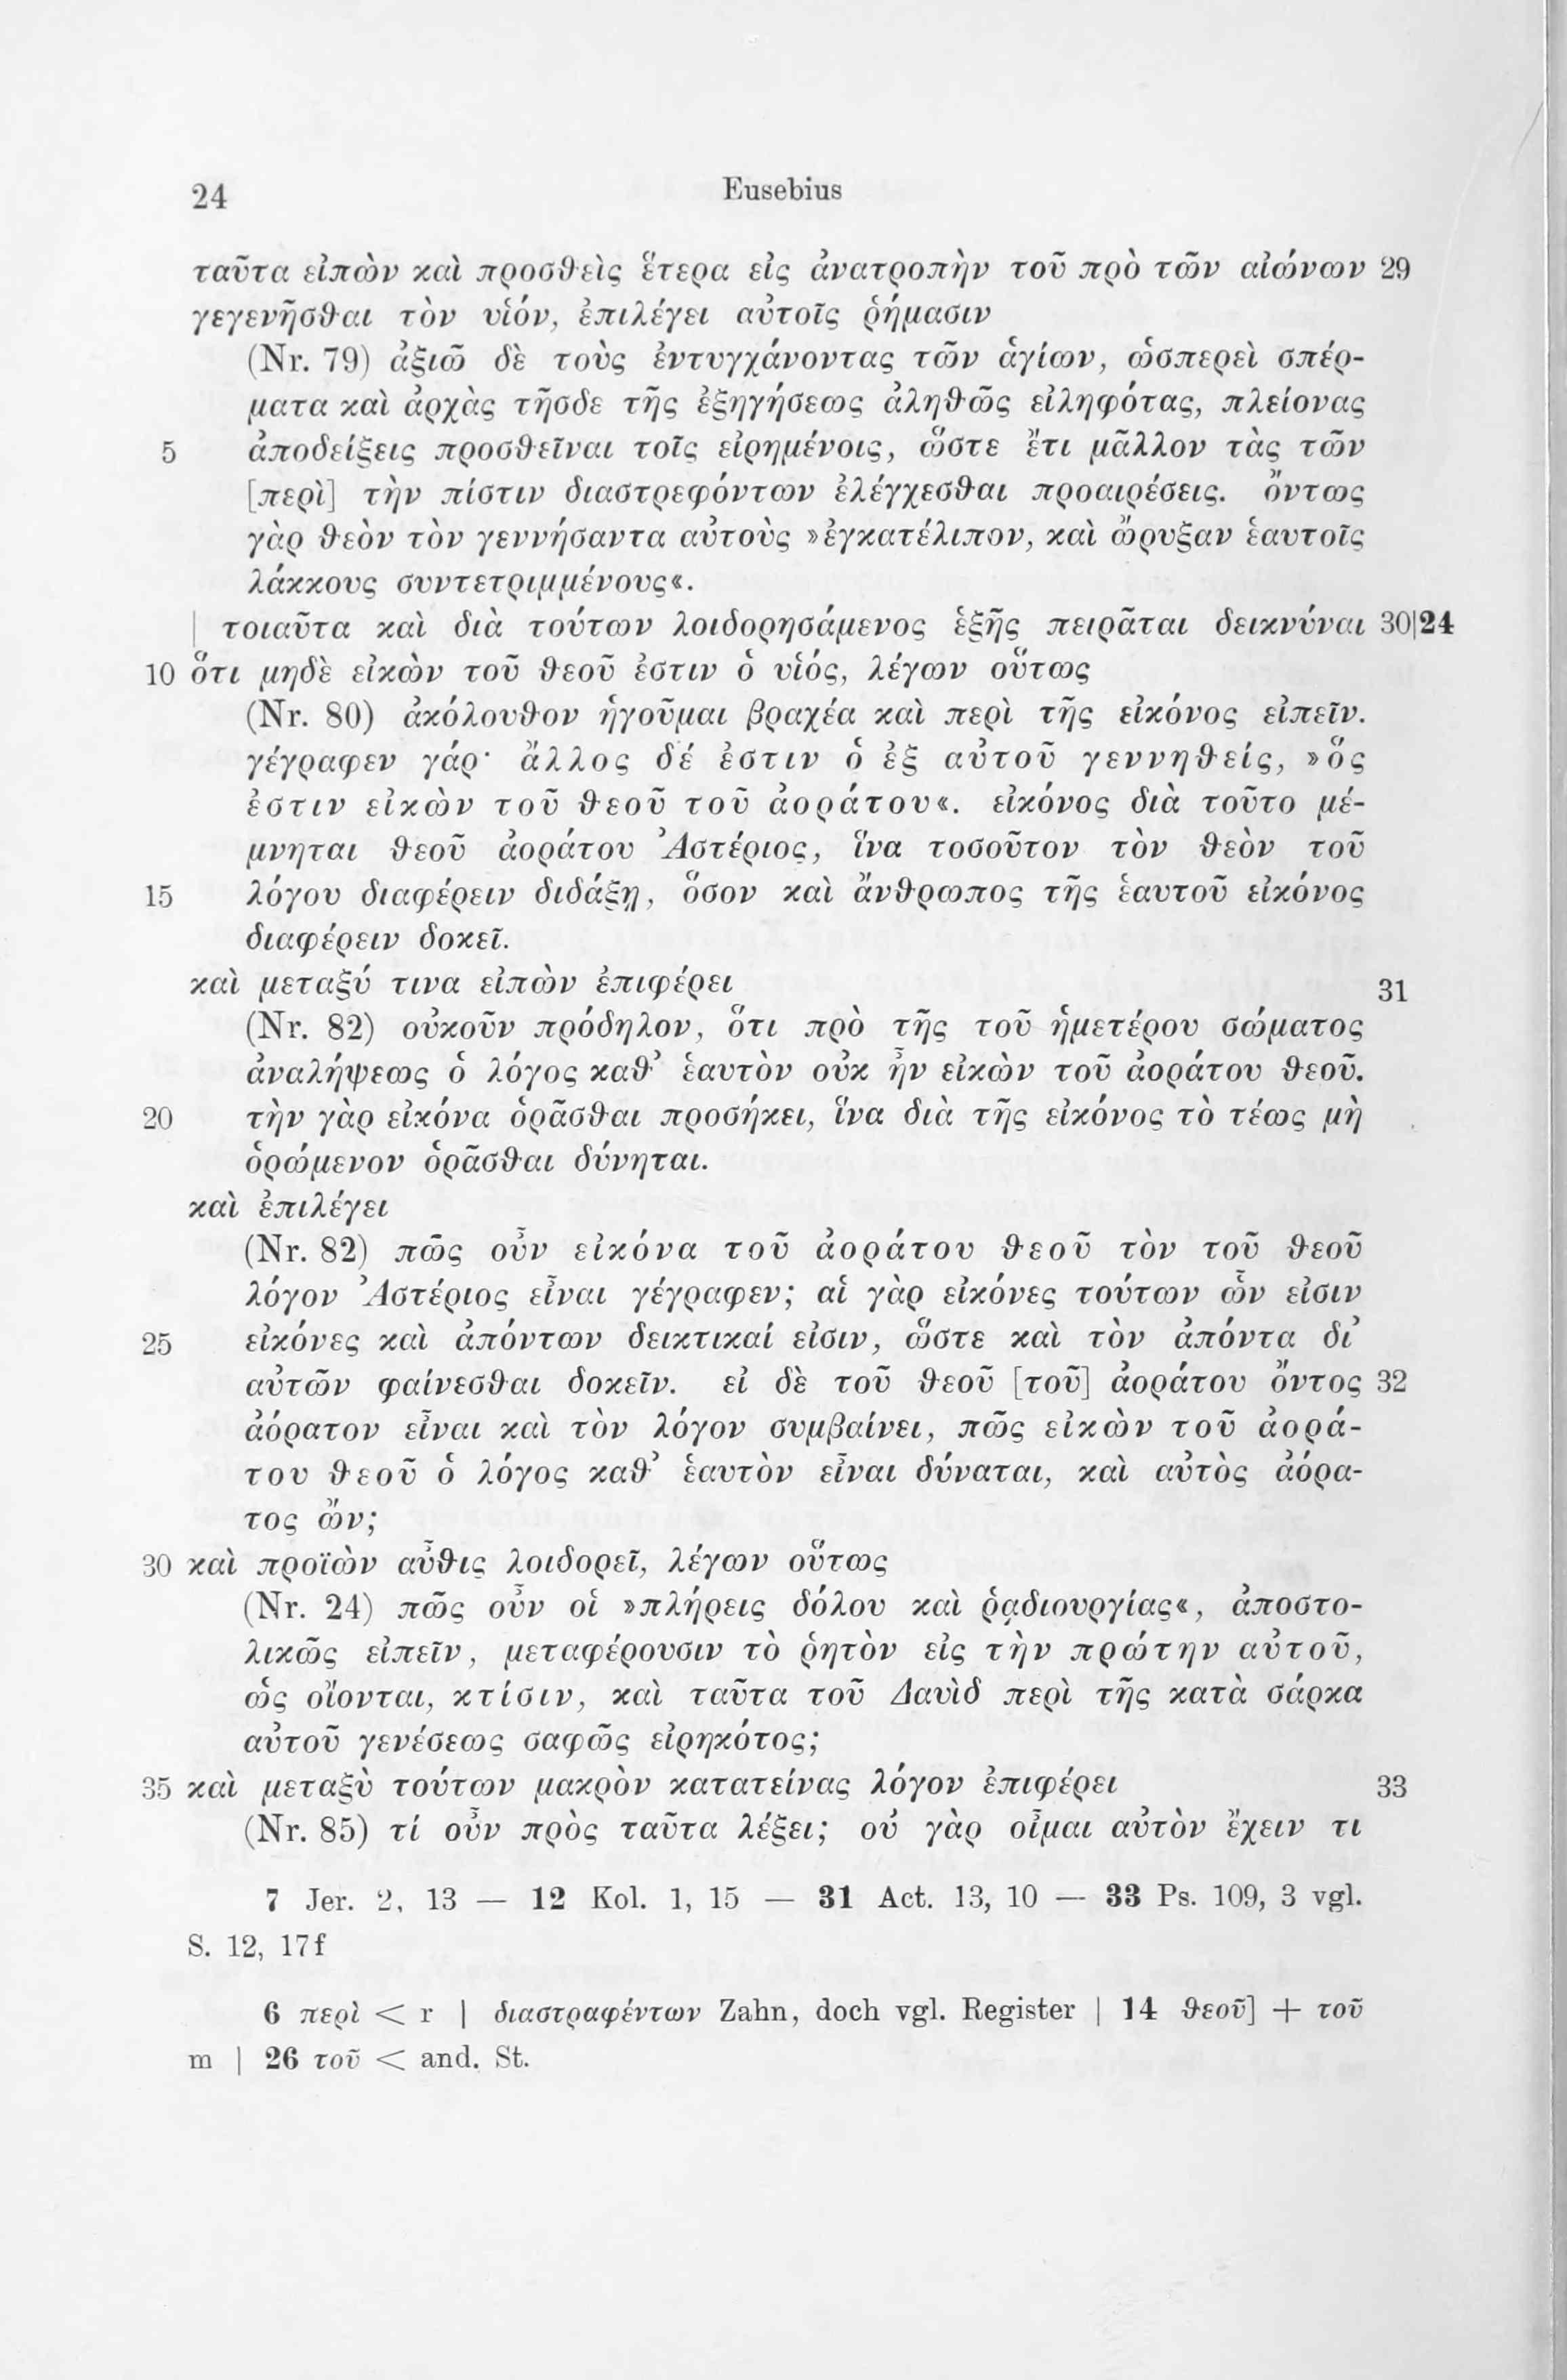 24 Eusebius
ταῦτα εἰπὼν καὶ προσθεὶς ἕτερα εἰς ἀνατροπὴν τοῦ πρὸ τῶν αἰώνων 29
γεγενῆσθαι τὸν υἱόν, ἐπιλέγει αὐτοῖς ῥήμασιν
(Nr. 79) ἀξιῶ δὲ τοὺς ἐντυγχάνοντας τῶν ἁγίων, ὡσπερεὶ σπέρ-
ματα καὶ ἀρχὰς τῆσδε τῆς ἐξηγήσεως ἀληθῶς εἰληφότας, πλείονας
5 ἀποδείξεις προσθεῖναι τοῖς εἰρημένοις, ὥστε ἔτι μᾶλλον τὰς τῶν
[περὶ] τὴν πίστιν διαστρεφόντων ἐλέγχεσθαι προαιρέσεις. ὄντως
γὰρ θεὸν τὸν γεννήσαντα αὐτοὺς »ἐγκατέλιπον, καὶ ὤρυξαν ἑαυτοῖς
λάκκους συντετριμμένους«.
| τοιαῦτα καὶ διὰ τούτων λοιδορησάμενος ἑξῆς πειρᾶται δεικνύναι 30|24
10 ὅτι μηδὲ εἰκὼν τοῦ θεοῦ ἐστιν ὁ υἱός, λέγων οὕτως
(Nr. 80) ἀκόλουθον ἡγοῦμαι βραχέα καὶ περὶ τῆς εἰκόνος εἰπεῖν.
γέγραφεν γάρ· ἄλλος δέ ἐστιν ὁ ἐξ αὐτοῦ γεννηθείς, »ὅς
ἐστιν εἰκὼν τοῦ θεοῦ τοῦ ἀοράτου«. εἰκόνος διὰ τοῦτο μέ-
μνηται θεοῦ ἀοράτου Ἀστέριος, ἵνα τοσοῦτον τὸν θεὸν τοῦ
15 λόγου διαφέρειν διδάξῃ, ὅσον καὶ ἄνθρωπος τῆς ἑαυτοῦ εἰκόνος
διαφέρειν δοκεῖ.
καὶ μεταξύ τινα εἰπὼν ἐπιφέρει 31
(Nr. 82) οὐκοῦν πρόδηλον, ὅτι πρὸ τῆς τοῦ ἡμετέρου σώματος
ἀναλήψεως ὁ λόγος καθ’ ἑαυτὸν οὐκ ἦν εἰκὼν τοῦ ἀοράτου θεοῦ.
20 τὴν γὰρ εἰκόνα ὁρᾶσθαι προσήκει, ἵνα διὰ τῆς εἰκόνος τὸ τέως μὴ
ὁρώμενον ὁρᾶσθαι δύνηται.
καὶ ἐπιλέγει
(Nr. 82) πῶς οὖν εἰκόνα τοῦ ἀοράτου θεοῦ τὸν τοῦ θεοῦ
λόγον Ἀστέριος εἶναι γέγραφεν; αἱ γὰρ εἰκόνες τούτων ὧν εἰσιν
25 εἰκόνες καὶ ἀπόντων δεικτικαί εἰσιν, ὥστε καὶ τὸν ἀπόντα δι’
αὐτῶν φαίνεσθαι δοκεῖν. εἰ δὲ τοῦ θεοῦ [τοῦ] ἀοράτου ὄντος 32
ἀόρατον εἶναι καὶ τὸν λόγον συμβαίνει, πῶς εἰκὼν τοῦ ἀορά-
του θεοῦ ὁ λόγος καθ’ ἑαυτὸν εἶναι δύναται, καὶ αὐτὸς ἀόρα-
τος ὤν;
30 καὶ προϊὼν αὖθις λοιδορεῖ, λέγων οὕτως
(Nr. 24) πῶς οὖν οἱ »πλήρεις δόλου καὶ ῥᾳδιουργίας«, ἀποστο-
λικῶς εἰπεῖν, μεταφέρουσιν τὸ ῥητὸν εἰς τὴν πρώτην αὐτοῦ,
ὡς οἴονται, κτίσιν, καὶ ταῦτα τοῦ Δαυὶδ περὶ τῆς κατὰ σάρκα
αὐτοῦ γενέσεως σαφῶς εἰρηκότος;
35 καὶ μεταξὺ τούτων μακρὸν κατατείνας λόγον ἐπιφέρει 33
(Nr. 85) τί οὖν πρὸς ταῦτα λέξει; οὐ γὰρ οἶμαι αὐτὸν ἔχειν τι
7 Jer. 2, 13 — 12 Kol. 1, 15 — 31 Act. 13, 10 — 33 Ps. 109, 3 vgl.
S. 12, 17f
6 περὶ < r | διαστραφέντων Zahn, doch vgl. Register | 14 θεοῦ] + τοῦ
m | 26 τοῦ < and. St.